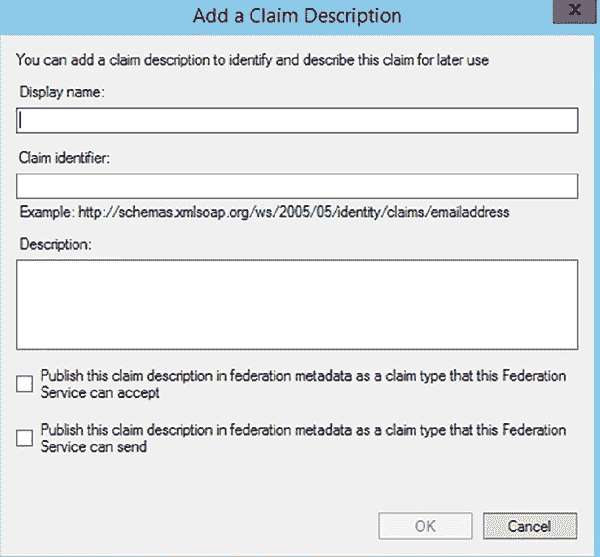 Add a Claim Description
X
You can add a claim description to identify and describe this claim for later use
Display name:
Claim identifier:
Example: http://schemas.xmlsoap.org/ws/2005/05/identity/claims/emailaddress
Description:
Publish this claim description in federation metadata as a claim type that this Federation
Service can accept
Publish this claim description in federation metadata as a claim type that this Federation
Service can send
OK
Cancel